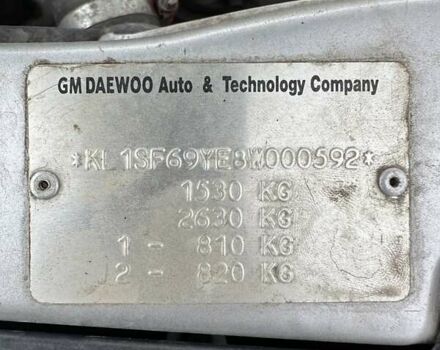 GM DAEWOO Auto & Technology Company
*KL1SF69YE8W000592*
1530 KG
2630 KG
1 - 810 KG
2 - 820 KG